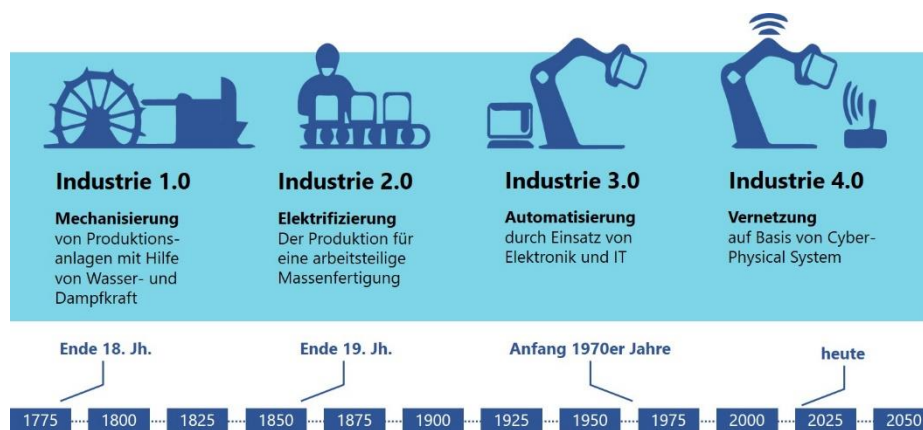 Industrie 1.0
Mechanisierung
von Produktions-
anlagen mit Hilfe
von Wasser- und
Dampfkraft
Industrie 2.0
Elektrifizierung
Der Produktion für
eine arbeitsteilige
Massenfertigung
Industrie 3.0
Automatisierung
durch Einsatz von
Elektronik und IT
Industrie 4.0
Vernetzung
auf Basis von Cyber-
Physical System
Ende 18. Jh.
Ende 19. Jh.
Anfang 1970er Jahre
heute
1775 1800 1825 1850 1875 1900 1925 1950 1975 2000 2025 2050